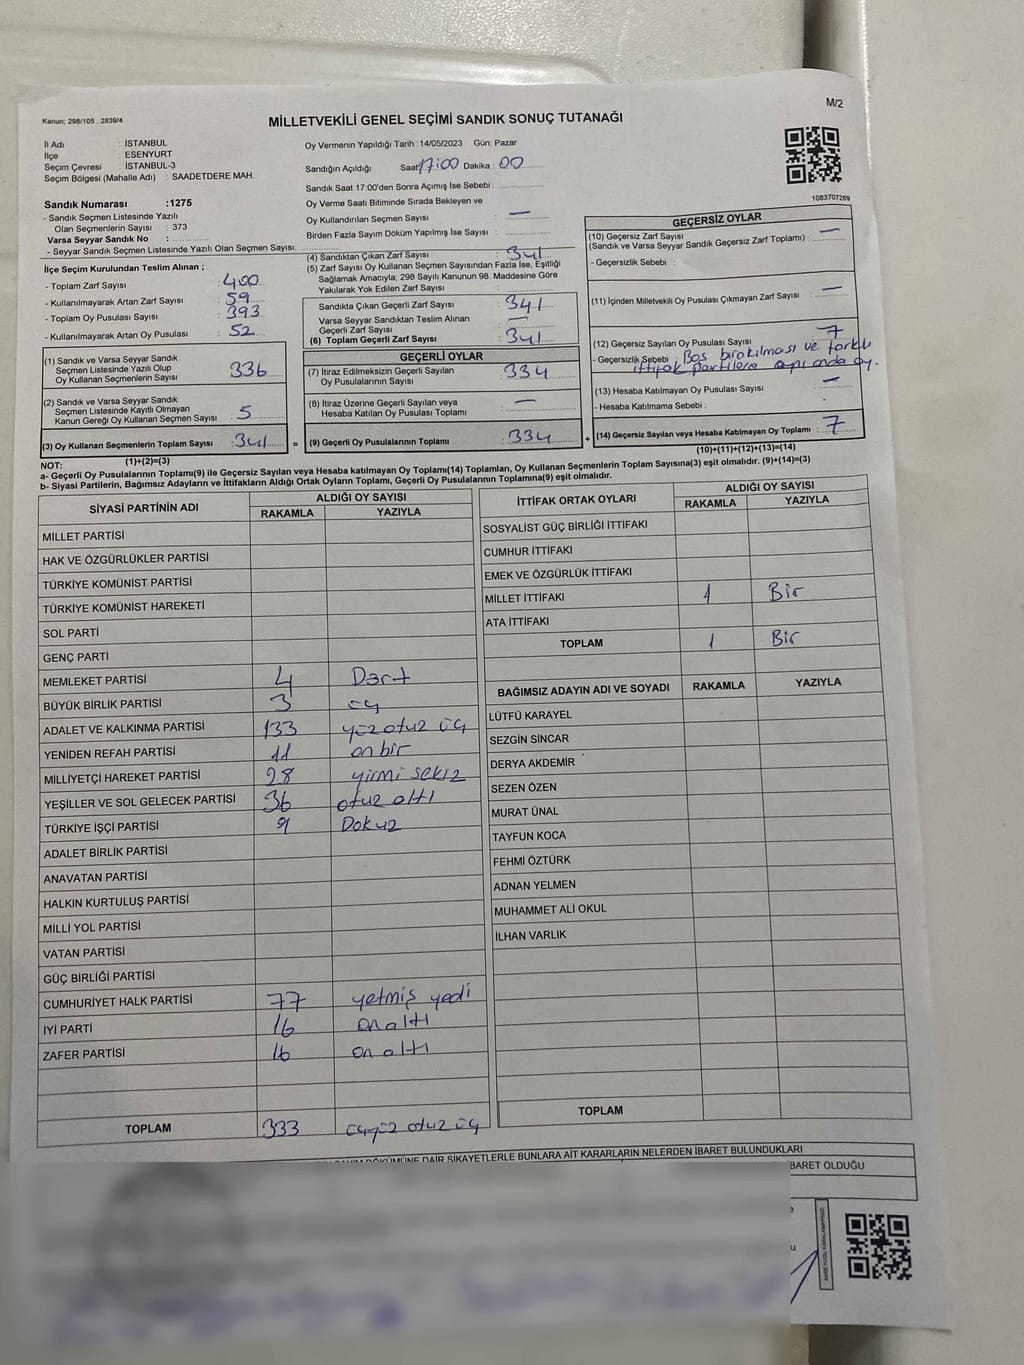 Kanun; 298/105 , 2839/4
M/2
MİLLETVEKİLİ GENEL SEÇİMİ SANDIK SONUÇ TUTANAĞI
İl Adı : İSTANBUL
İlçe : ESENYURT
Seçim Çevresi : İSTANBUL-3
Seçim Bölgesi (Mahalle Adı) : SAADETDERE MAH.
Sandık Numarası :1275
- Sandık Seçmen Listesinde Yazılı
Olan Seçmenlerin Sayısı : 373
Varsa Seyyar Sandık No :
- Seyyar Sandık Seçmen Listesinde Yazılı Olan Seçmen Sayısı:
İlçe Seçim Kurulundan Teslim Alınan ;
- Toplam Zarf Sayısı : 400
- Kullanılmayarak Artan Zarf Sayısı : 59
- Toplam Oy Pusulası Sayısı : 393
- Kullanılmayarak Artan Oy Pusulası : 52
(1) Sandık ve Varsa Seyyar Sandık
Seçmen Listesinde Yazılı Olup
Oy Kullanan Seçmenlerin Sayısı : 336
(2) Sandık ve Varsa Seyyar Sandık
Seçmen Listesinde Kayıtlı Olmayan
Kanun Gereği Oy Kullanan Seçmen Sayısı : 5
(3) Oy Kullanan Seçmenlerin Toplam Sayısı : 341 =
(1)+(2)=(3)
Oy Vermenin Yapıldığı Tarih : 14/05/2023 Gün: Pazar
Sandığın Açıldığı Saat 17:00 Dakika : 00
Sandık Saat 17:00'den Sonra Açımış İse Sebebi :
Oy Verme Saati Bitiminde Sırada Bekleyen ve
Oy Kullandırılan Seçmen Sayısı : —
Birden Fazla Sayım Döküm Yapılmış İse Sayısı :
(4) Sandıktan Çıkan Zarf Sayısı : 341
(5) Zarf Sayısı Oy Kullanan Seçmen Sayısından Fazla İse, Eşitliği
Sağlamak Amacıyla, 298 Sayılı Kanunun 98. Maddesine Göre
Yakılarak Yok Edilen Zarf Sayısı :
Sandıkta Çıkan Geçerli Zarf Sayısı : 341
Varsa Seyyar Sandıktan Teslim Alınan
Geçerli Zarf Sayısı : —
(6) Toplam Geçerli Zarf Sayısı : 341
GEÇERLİ OYLAR
(7) İtiraz Edilmeksizin Geçerli Sayılan
Oy Pusulalarının Sayısı : 334
(8) İtiraz Üzerine Geçerli Sayılan veya
Hesaba Katılan Oy Pusulası Toplamı : —
(9) Geçerli Oy Pusulalarının Toplamı : 334 +
1083707289
GEÇERSİZ OYLAR
(10) Geçersiz Zarf Sayısı : —
(Sandık ve Varsa Seyyar Sandık Geçersiz Zarf Toplamı) :
- Geçersizlik Sebebi :
(11) İçinden Milletvekili Oy Pusulası Çıkmayan Zarf Sayısı : —
(12) Geçersiz Sayılan Oy Pusulası Sayısı : 7
- Geçersizlik Sebebi : Boş bırakılması ve farklı
ittifak partilere aynı anda oy.
(13) Hesaba Katılmayan Oy Pusulası Sayısı : —
- Hesaba Katılmama Sebebi :
(14) Geçersiz Sayılan veya Hesaba Katılmayan Oy Toplamı : 7
(10)+(11)+(12)+(13)=(14)
NOT:
a- Geçerli Oy Pusulalarının Toplamı(9) ile Geçersiz Sayılan veya Hesaba katılmayan Oy Toplamı(14) Toplamları, Oy Kullanan Seçmenlerin Toplam Sayısına(3) eşit olmalıdır. (9)+(14)=(3)
b- Siyasi Partilerin, Bağımsız Adayların ve İttifakların Aldığı Ortak Oyların Toplamı, Geçerli Oy Pusulalarının Toplamına(9) eşit olmalıdır.
SİYASİ PARTİNİN ADI ALDIĞI OY SAYISI
RAKAMLA YAZIYLA
MİLLET PARTİSİ
HAK VE ÖZGÜRLÜKLER PARTİSİ
TÜRKİYE KOMÜNİST PARTİSİ
TÜRKİYE KOMÜNİST HAREKETİ
SOL PARTİ
GENÇ PARTİ
MEMLEKET PARTİSİ 4 Dört
BÜYÜK BİRLİK PARTİSİ 3 üç
ADALET VE KALKINMA PARTİSİ 133 yüz otuz üç
YENİDEN REFAH PARTİSİ 11 on bir
MİLLİYETÇİ HAREKET PARTİSİ 28 yirmi sekiz
YEŞİLLER VE SOL GELECEK PARTİSİ 36 otuz altı
TÜRKİYE İŞÇİ PARTİSİ 9 Dokuz
ADALET BİRLİK PARTİSİ
ANAVATAN PARTİSİ
HALKIN KURTULUŞ PARTİSİ
MİLLİ YOL PARTİSİ
VATAN PARTİSİ
GÜÇ BİRLİĞİ PARTİSİ
CUMHURİYET HALK PARTİSİ 77 yetmiş yedi
İYİ PARTİ 16 on altı
ZAFER PARTİSİ 16 on altı
TOPLAM 333 üçyüz otuz üç
İTTİFAK ORTAK OYLARI ALDIĞI OY SAYISI
RAKAMLA YAZIYLA
SOSYALİST GÜÇ BİRLİĞİ İTTİFAKI
CUMHUR İTTİFAKI
EMEK VE ÖZGÜRLÜK İTTİFAKI
MİLLET İTTİFAKI 1 Bir
ATA İTTİFAKI
TOPLAM 1 Bir
BAĞIMSIZ ADAYIN ADI VE SOYADI RAKAMLA YAZIYLA
LÜTFÜ KARAYEL
SEZGİN SİNCAR
DERYA AKDEMİR
SEZEN ÖZEN
MURAT ÜNAL
TAYFUN KOCA
FEHMİ ÖZTÜRK
ADNAN YELMEN
MUHAMMET ALİ OKUL
İLHAN VARLIK
TOPLAM
DÖKÜMÜNE DAİR ŞİKAYETLERLE BUNLARA AİT KARARLARIN NELERDEN İBARET BULUNDUKLARI
İBARET OLDUĞU